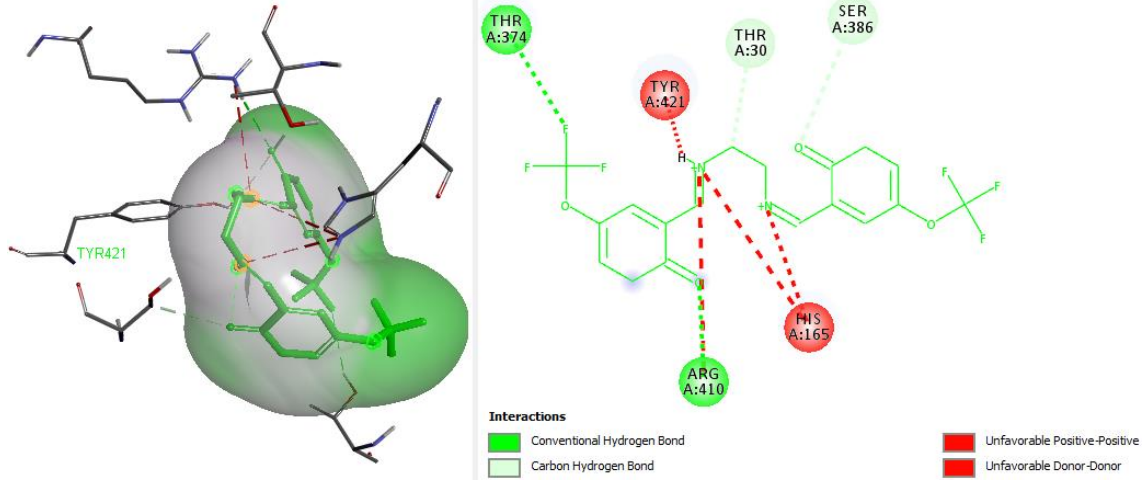 TYR421
THR
A:374
THR
A:30
SER
A:386
TYR
A:421
F
F
F
O
H
+N
O
+N
O
F
F
F
O
HIS
A:165
ARG
A:410
Interactions
Conventional Hydrogen Bond
Carbon Hydrogen Bond
Unfavorable Positive-Positive
Unfavorable Donor-Donor